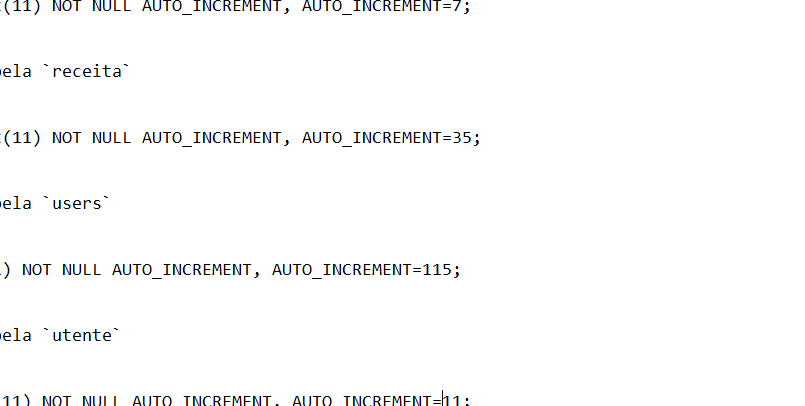 (11) NOT NULL AUTO_INCREMENT, AUTO_INCREMENT=7;
ela `receita`
(11) NOT NULL AUTO_INCREMENT, AUTO_INCREMENT=35;
ela `users`
) NOT NULL AUTO_INCREMENT, AUTO_INCREMENT=115;
ela `utente`
11) NOT NULL AUTO_INCREMENT, AUTO_INCREMENT=11;